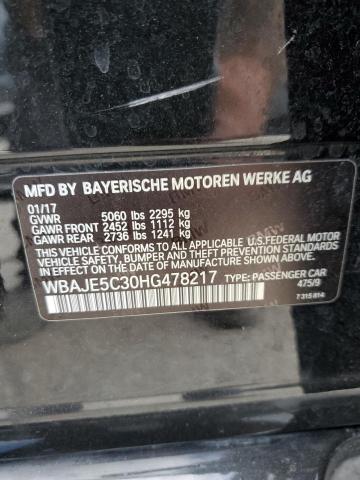 MFD BY BAYERISCHE MOTOREN WERKE AG
01/17
GVWR 5060 lbs 2295 kg
GAWR FRONT 2452 lbs 1112 kg
GAWR REAR 2736 lbs 1241 kg
THIS VEHICLE CONFORMS TO ALL APPLICABLE U.S.FEDERAL MOTOR
VEHICLE SAFETY, BUMPER, AND THEFT PREVENTION STANDARDS IN
EFFECT ON THE DATE OF MANUFACTURE SHOWN ABOVE.
WBAJE5C30HG478217 TYPE: PASSENGER CAR
475/9
7 315 814